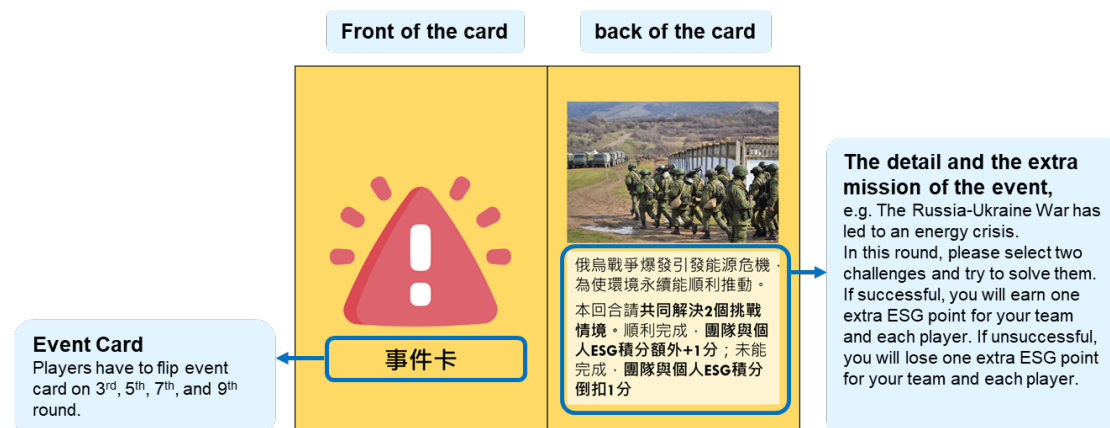 Front of the card
back of the card
事件卡
Event Card
Players have to flip event
card on 3rd, 5th, 7th, and 9th
round.
俄烏戰爭爆發引發能源危機，
為使環境永續能順利推動。
本回合請共同解決2個挑戰
情境。順利完成，團隊與個
人ESG積分額外+1分；未能
完成，團隊與個人ESG積分
倒扣1分
The detail and the extra
mission of the event,
e.g. The Russia-Ukraine War has
led to an energy crisis.
In this round, please select two
challenges and try to solve them.
If successful, you will earn one
extra ESG point for your team
and each player. If unsuccessful,
you will lose one extra ESG point
for your team and each player.